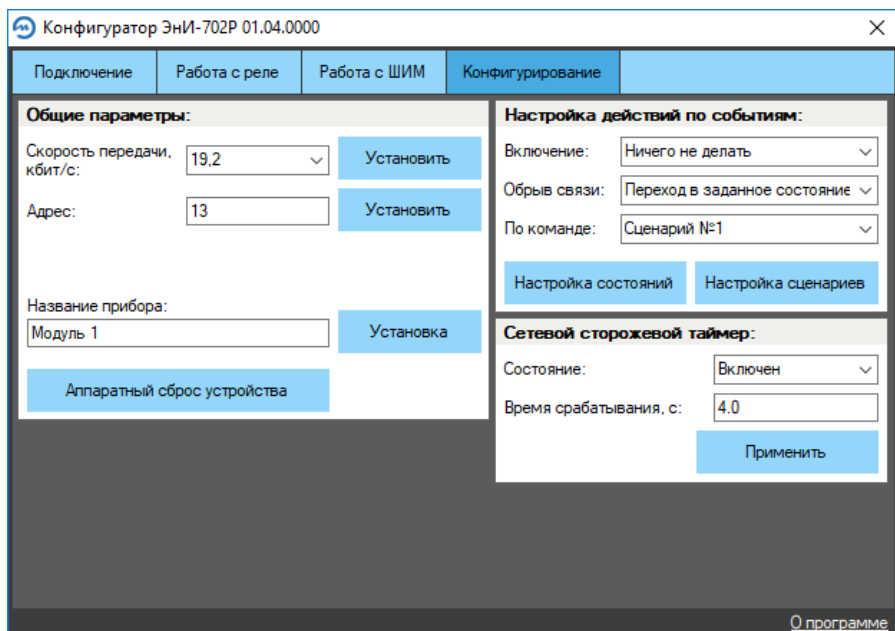 Конфигуратор ЭнИ-702Р 01.04.0000
Подключение
Работа с реле
Работа с ШИМ
Конфигурирование
Общие параметры:
Скорость передачи,
кбит/с:
19,2
Установить
Адрес:
13
Установить
Название прибора:
Модуль 1
Установка
Аппаратный сброс устройства
Настройка действий по событиям:
Включение:
Ничего не делать
Обрыв связи:
Переход в заданное состояние
По команде:
Сценарий №1
Настройка состояний
Настройка сценариев
Сетевой сторожевой таймер:
Состояние:
Включен
Время срабатывания, с:
4.0
Применить
О программе